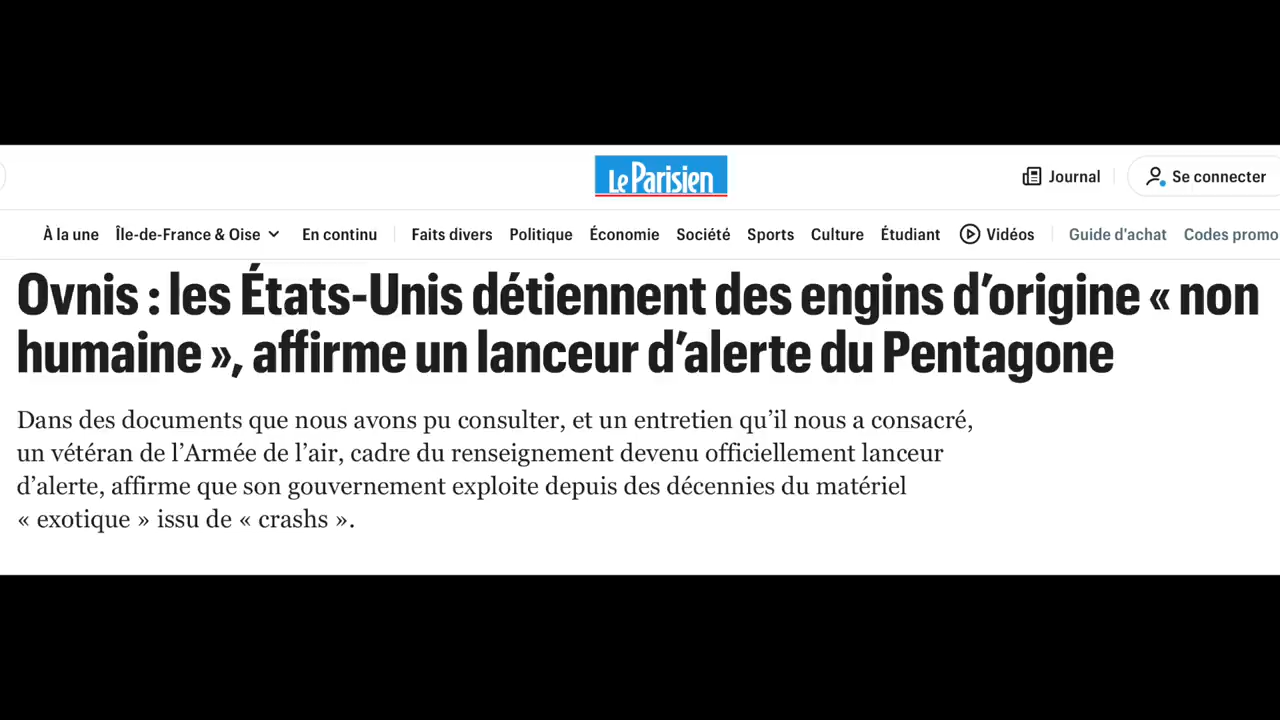 Le Parisien
Journal
Se connecter
À la une Île-de-France & Oise En continu Faits divers Politique Économie Société Sports Culture Étudiant Vidéos Guide d'achat Codes promo
Ovnis : les États-Unis détiennent des engins d’origine « non
humaine », affirme un lanceur d’alerte du Pentagone
Dans des documents que nous avons pu consulter, et un entretien qu’il nous a consacré,
un vétéran de l’Armée de l’air, cadre du renseignement devenu officiellement lanceur
d’alerte, affirme que son gouvernement exploite depuis des décennies du matériel
« exotique » issu de « crashs ».